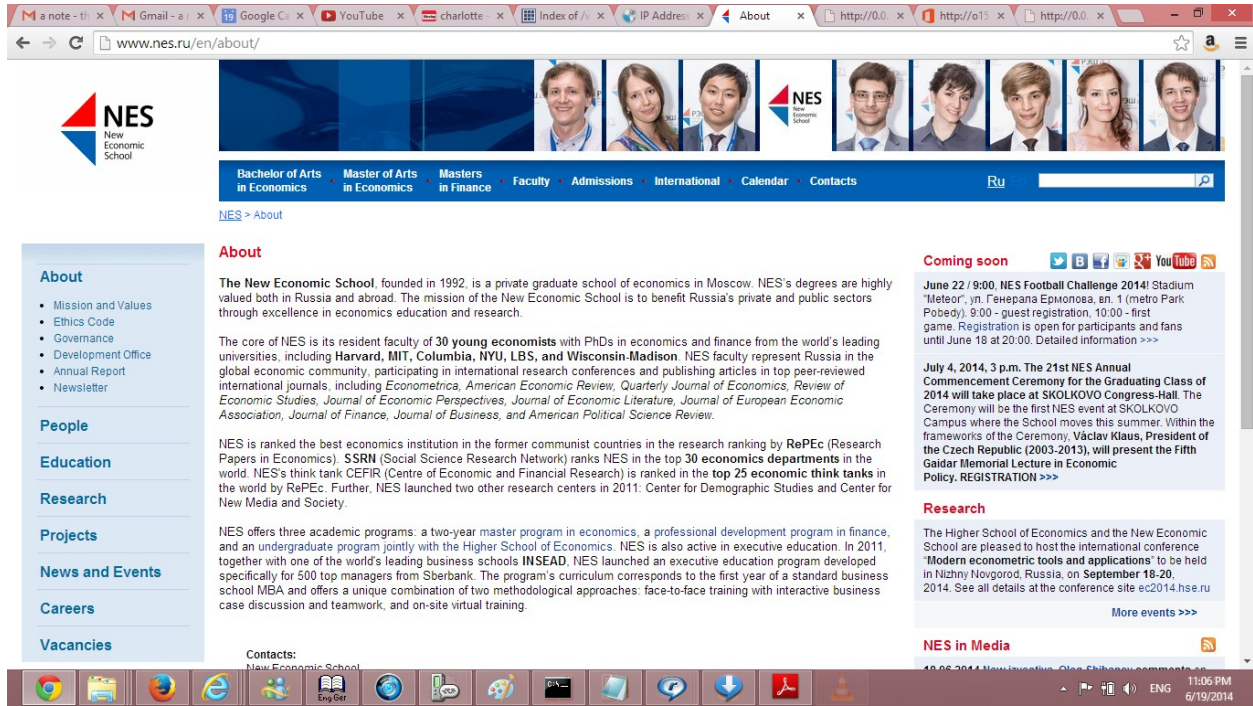 M a note - th
Gmail - a r
Google Ca
YouTube
charlotte -
Index of /v
IP Address
About
http://0.0.
http://o15
http://0.0.
www.nes.ru/en/about/
NES
New
Economic
School
NES
New
Economic
School
Bachelor of Arts
in Economics
Master of Arts
in Economics
Masters
in Finance
Faculty
Admissions
International
Calendar
Contacts
Ru En
NES > About
About
Mission and Values
Ethics Code
Governance
Development Office
Annual Report
Newsletter
People
Education
Research
Projects
News and Events
Careers
Vacancies
About
The New Economic School, founded in 1992, is a private graduate school of economics in Moscow. NES's degrees are highly
valued both in Russia and abroad. The mission of the New Economic School is to benefit Russia's private and public sectors
through excellence in economics education and research.
The core of NES is its resident faculty of 30 young economists with PhDs in economics and finance from the world's leading
universities, including Harvard, MIT, Columbia, NYU, LBS, and Wisconsin-Madison. NES faculty represent Russia in the
global economic community, participating in international research conferences and publishing articles in top peer-reviewed
international journals, including Econometrica, American Economic Review, Quarterly Journal of Economics, Review of
Economic Studies, Journal of Economic Perspectives, Journal of Economic Literature, Journal of European Economic
Association, Journal of Finance, Journal of Business, and American Political Science Review.
NES is ranked the best economics institution in the former communist countries in the research ranking by RePEc (Research
Papers in Economics). SSRN (Social Science Research Network) ranks NES in the top 30 economics departments in the
world. NES's think tank CEFIR (Centre of Economic and Financial Research) is ranked in the top 25 economic think tanks in
the world by RePEc. Further, NES launched two other research centers in 2011: Center for Demographic Studies and Center for
New Media and Society.
NES offers three academic programs: a two-year master program in economics, a professional development program in finance,
and an undergraduate program jointly with the Higher School of Economics. NES is also active in executive education. In 2011,
together with one of the world's leading business schools INSEAD, NES launched an executive education program developed
specifically for 500 top managers from Sberbank. The program's curriculum corresponds to the first year of a standard business
school MBA and offers a unique combination of two methodological approaches: face-to-face training with interactive business
case discussion and teamwork, and on-site virtual training.
Contacts:
New Economic School
Coming soon
You Tube
June 22 / 9:00, NES Football Challenge 2014! Stadium
"Meteor", ул. Генерала Ермолова, вл. 1 (metro Park
Pobedy). 9:00 - guest registration, 10:00 - first
game. Registration is open for participants and fans
until June 18 at 20:00. Detailed information >>>
July 4, 2014, 3 p.m. The 21st NES Annual
Commencement Ceremony for the Graduating Class of
2014 will take place at SKOLKOVO Congress-Hall. The
Ceremony will be the first NES event at SKOLKOVO
Campus where the School moves this summer. Within the
frameworks of the Ceremony, Václav Klaus, President of
the Czech Republic (2003-2013), will present the Fifth
Gaidar Memorial Lecture in Economic
Policy. REGISTRATION >>>
Research
The Higher School of Economics and the New Economic
School are pleased to host the international conference
"Modern econometric tools and applications" to be held
in Nizhny Novgorod, Russia, on September 18-20,
2014. See all details at the conference site ec2014.hse.ru
More events >>>
NES in Media
18.06.2014 New izvestiya. Oleg Shibanov comments on
Eng Ger
ENG
11:06 PM
6/19/2014